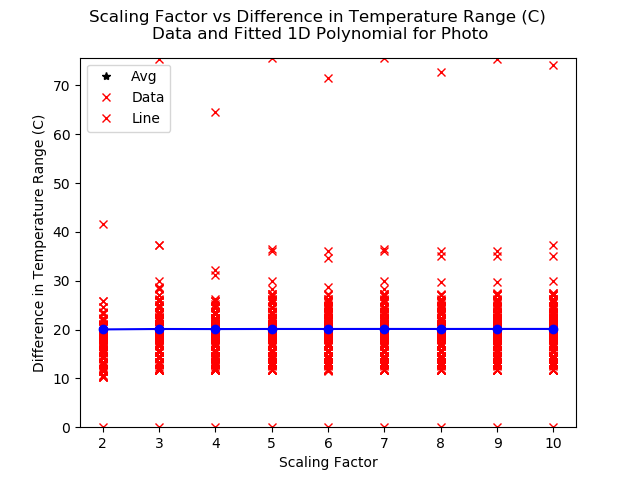 Scaling Factor vs Difference in Temperature Range (C)
Data and Fitted 1D Polynomial for Photo
Avg
Data
Line
Difference in Temperature Range (C)
70
60
50
40
30
20
10
0
2 3 4 5 6 7 8 9 10
Scaling Factor